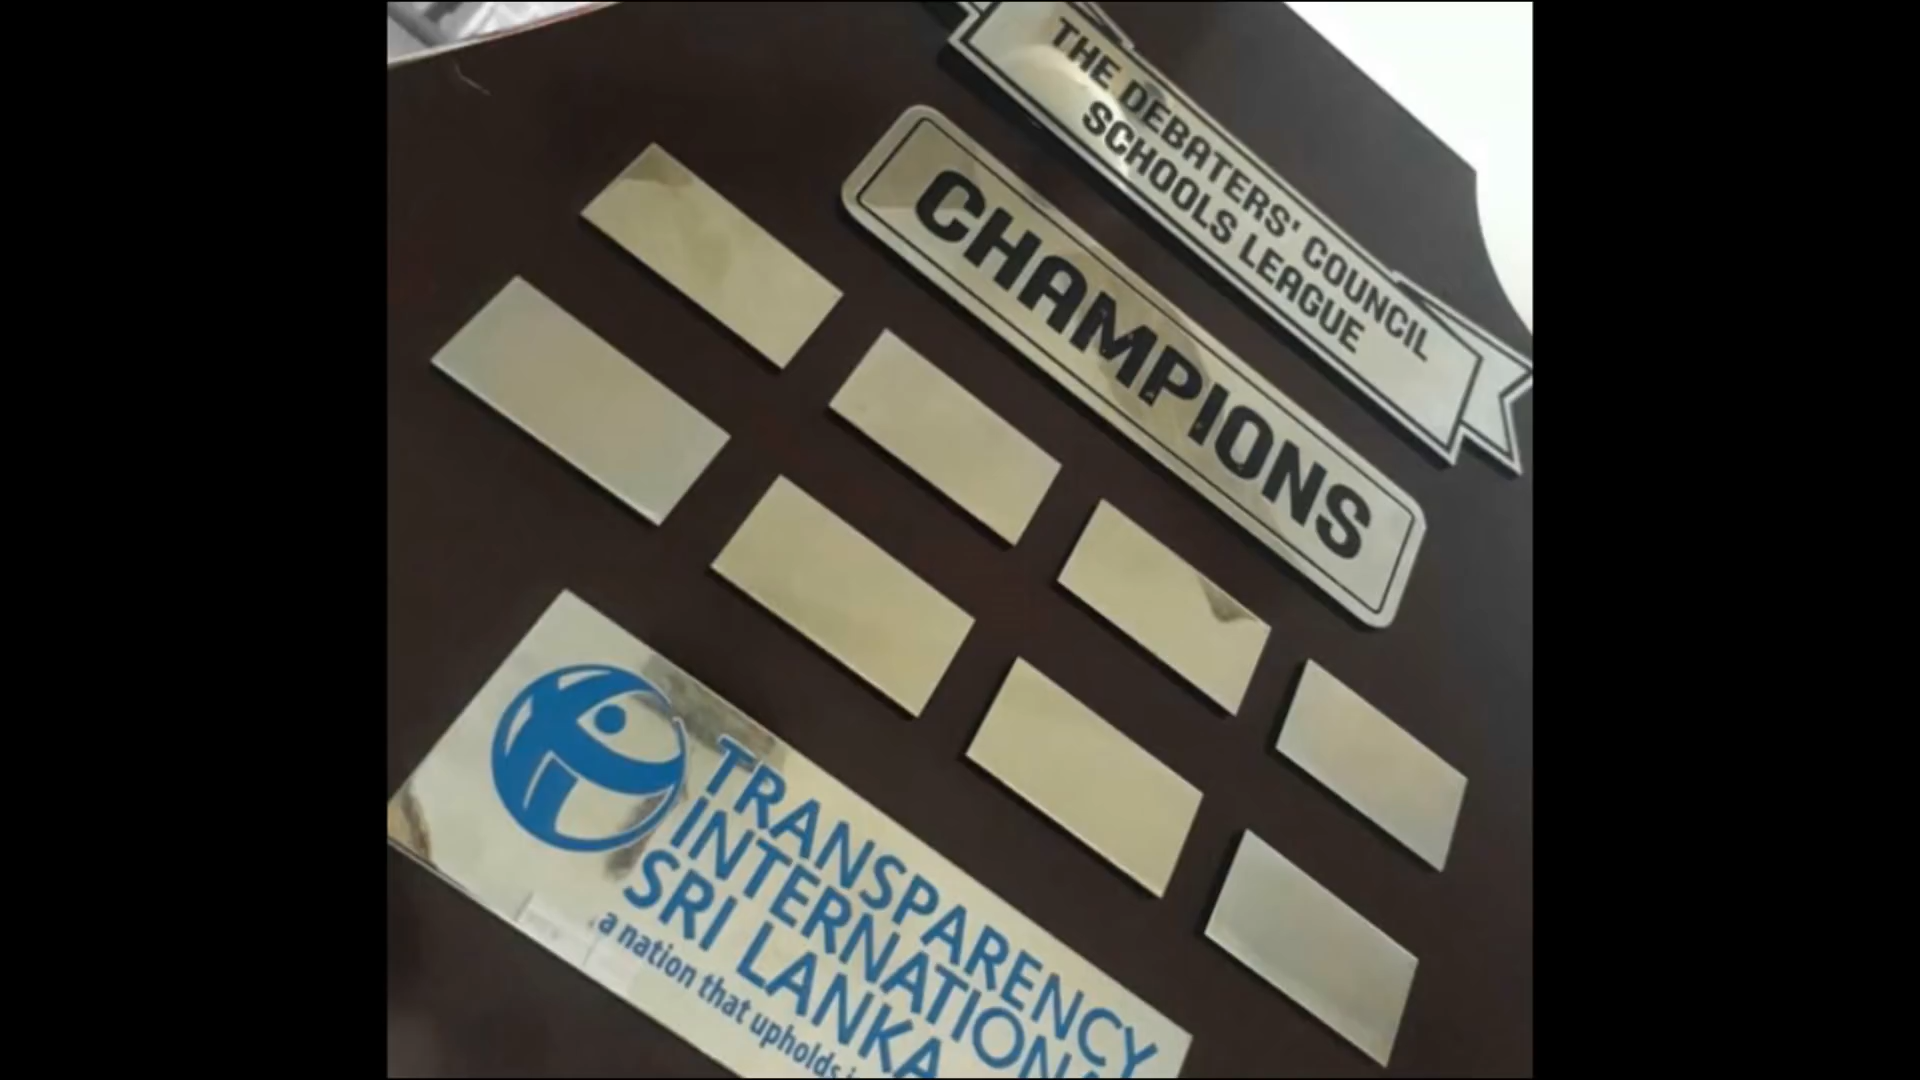 THE DEBATERS' COUNCIL
SCHOOLS LEAGUE
CHAMPIONS
TRANSPARENCY
INTERNATIONAL
SRI LANKA
a nation that upholds